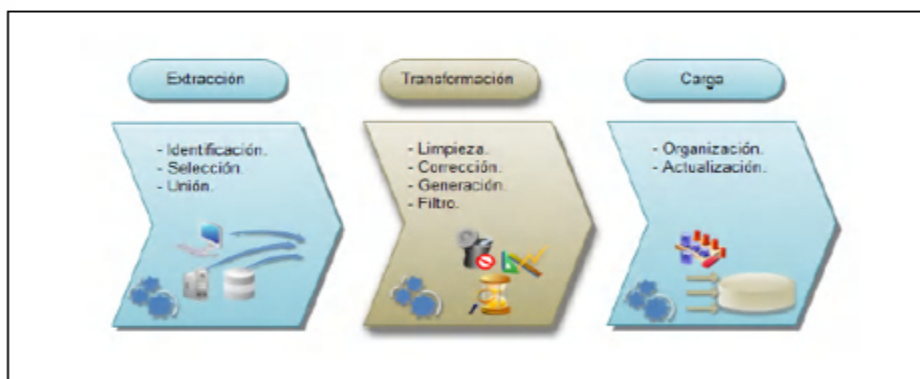 Extracción
- Identificación.
- Selección.
- Unión.
Transformación
- Limpieza.
- Corrección.
- Generación.
- Filtro.
Carga
- Organización.
- Actualización.